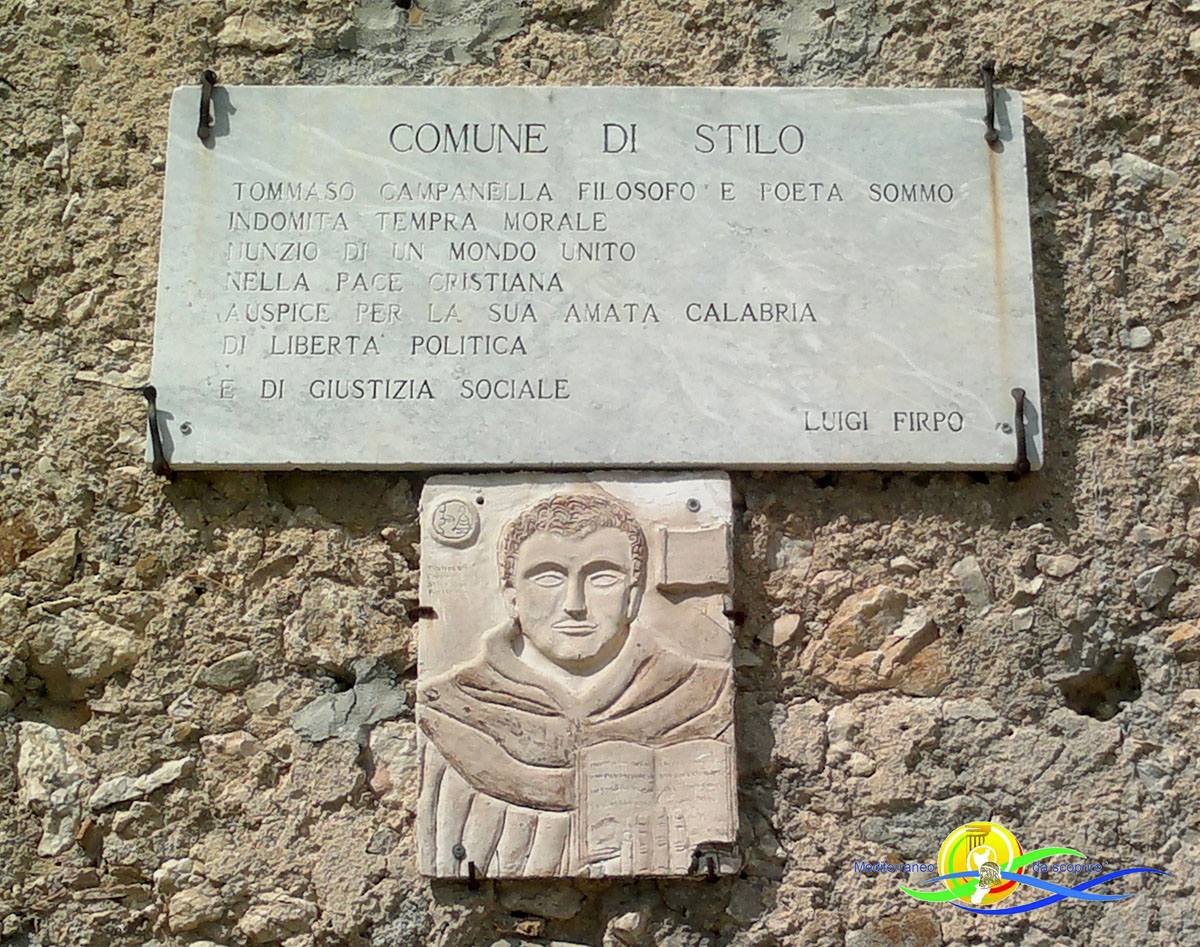 COMUNE DI STILO
TOMMASO CAMPANELLA FILOSOFO E POETA SOMMO
INDOMITA TEMPRA MORALE
NUNZIO DI UN MONDO UNITO
NELLA PACE CRISTIANA
AUSPICE PER LA SUA AMATA CALABRIA
DI LIBERTA' POLITICA
E DI GIUSTIZIA SOCIALE
LUIGI FIRPO
"Mediterraneo da scoprire"